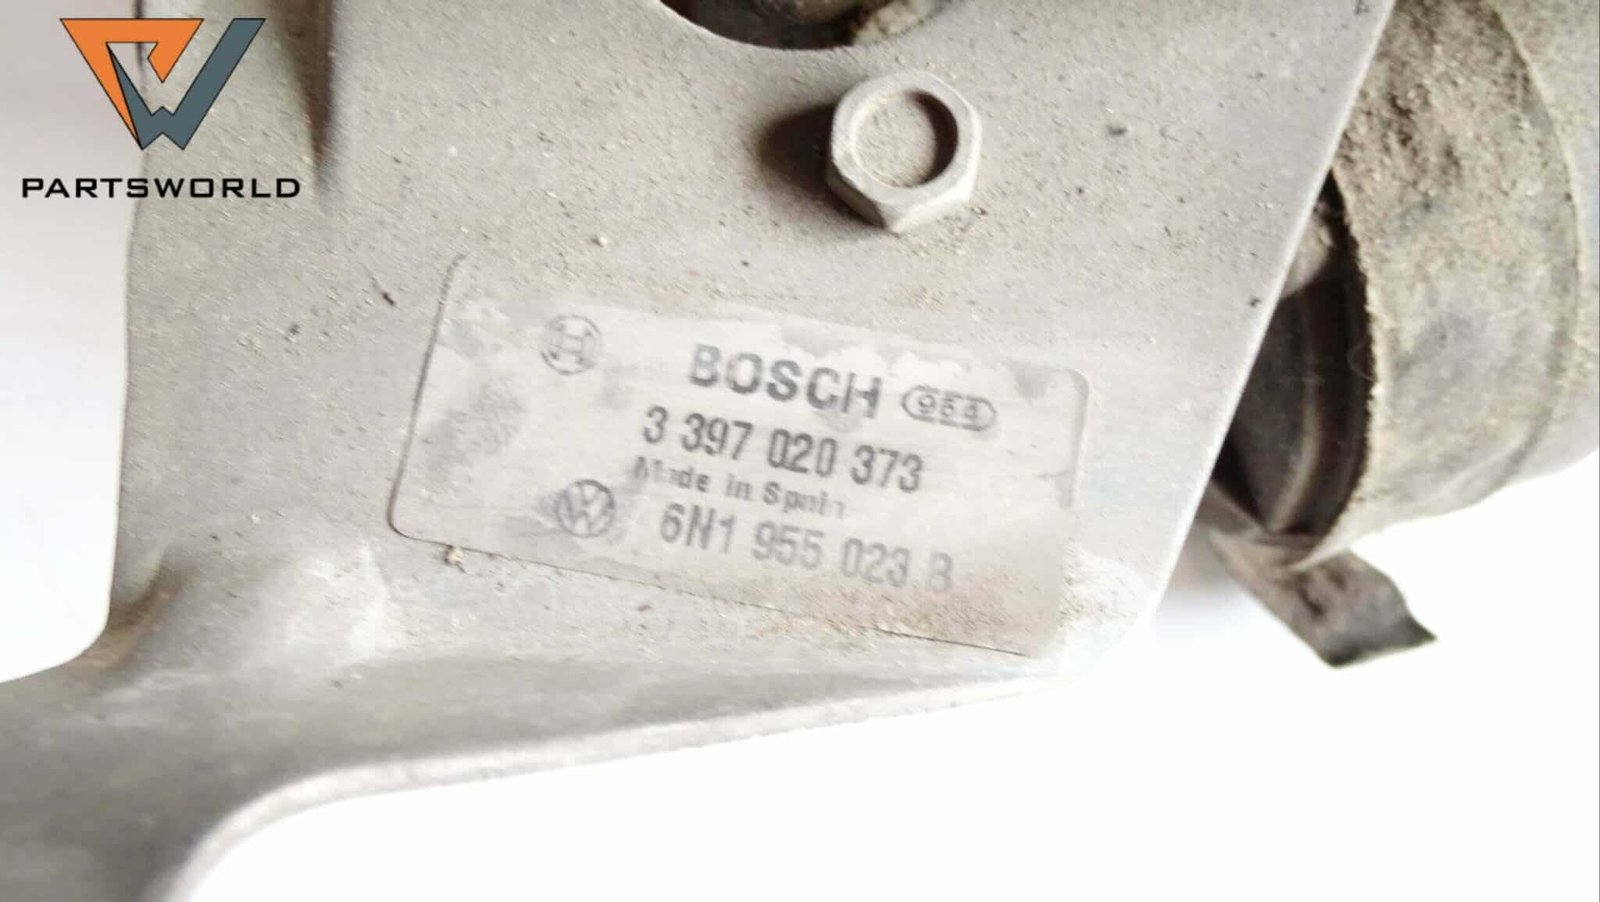 PARTSWORLD
BOSCH
3 397 020 373
Made in Spain
6N1 955 023 B